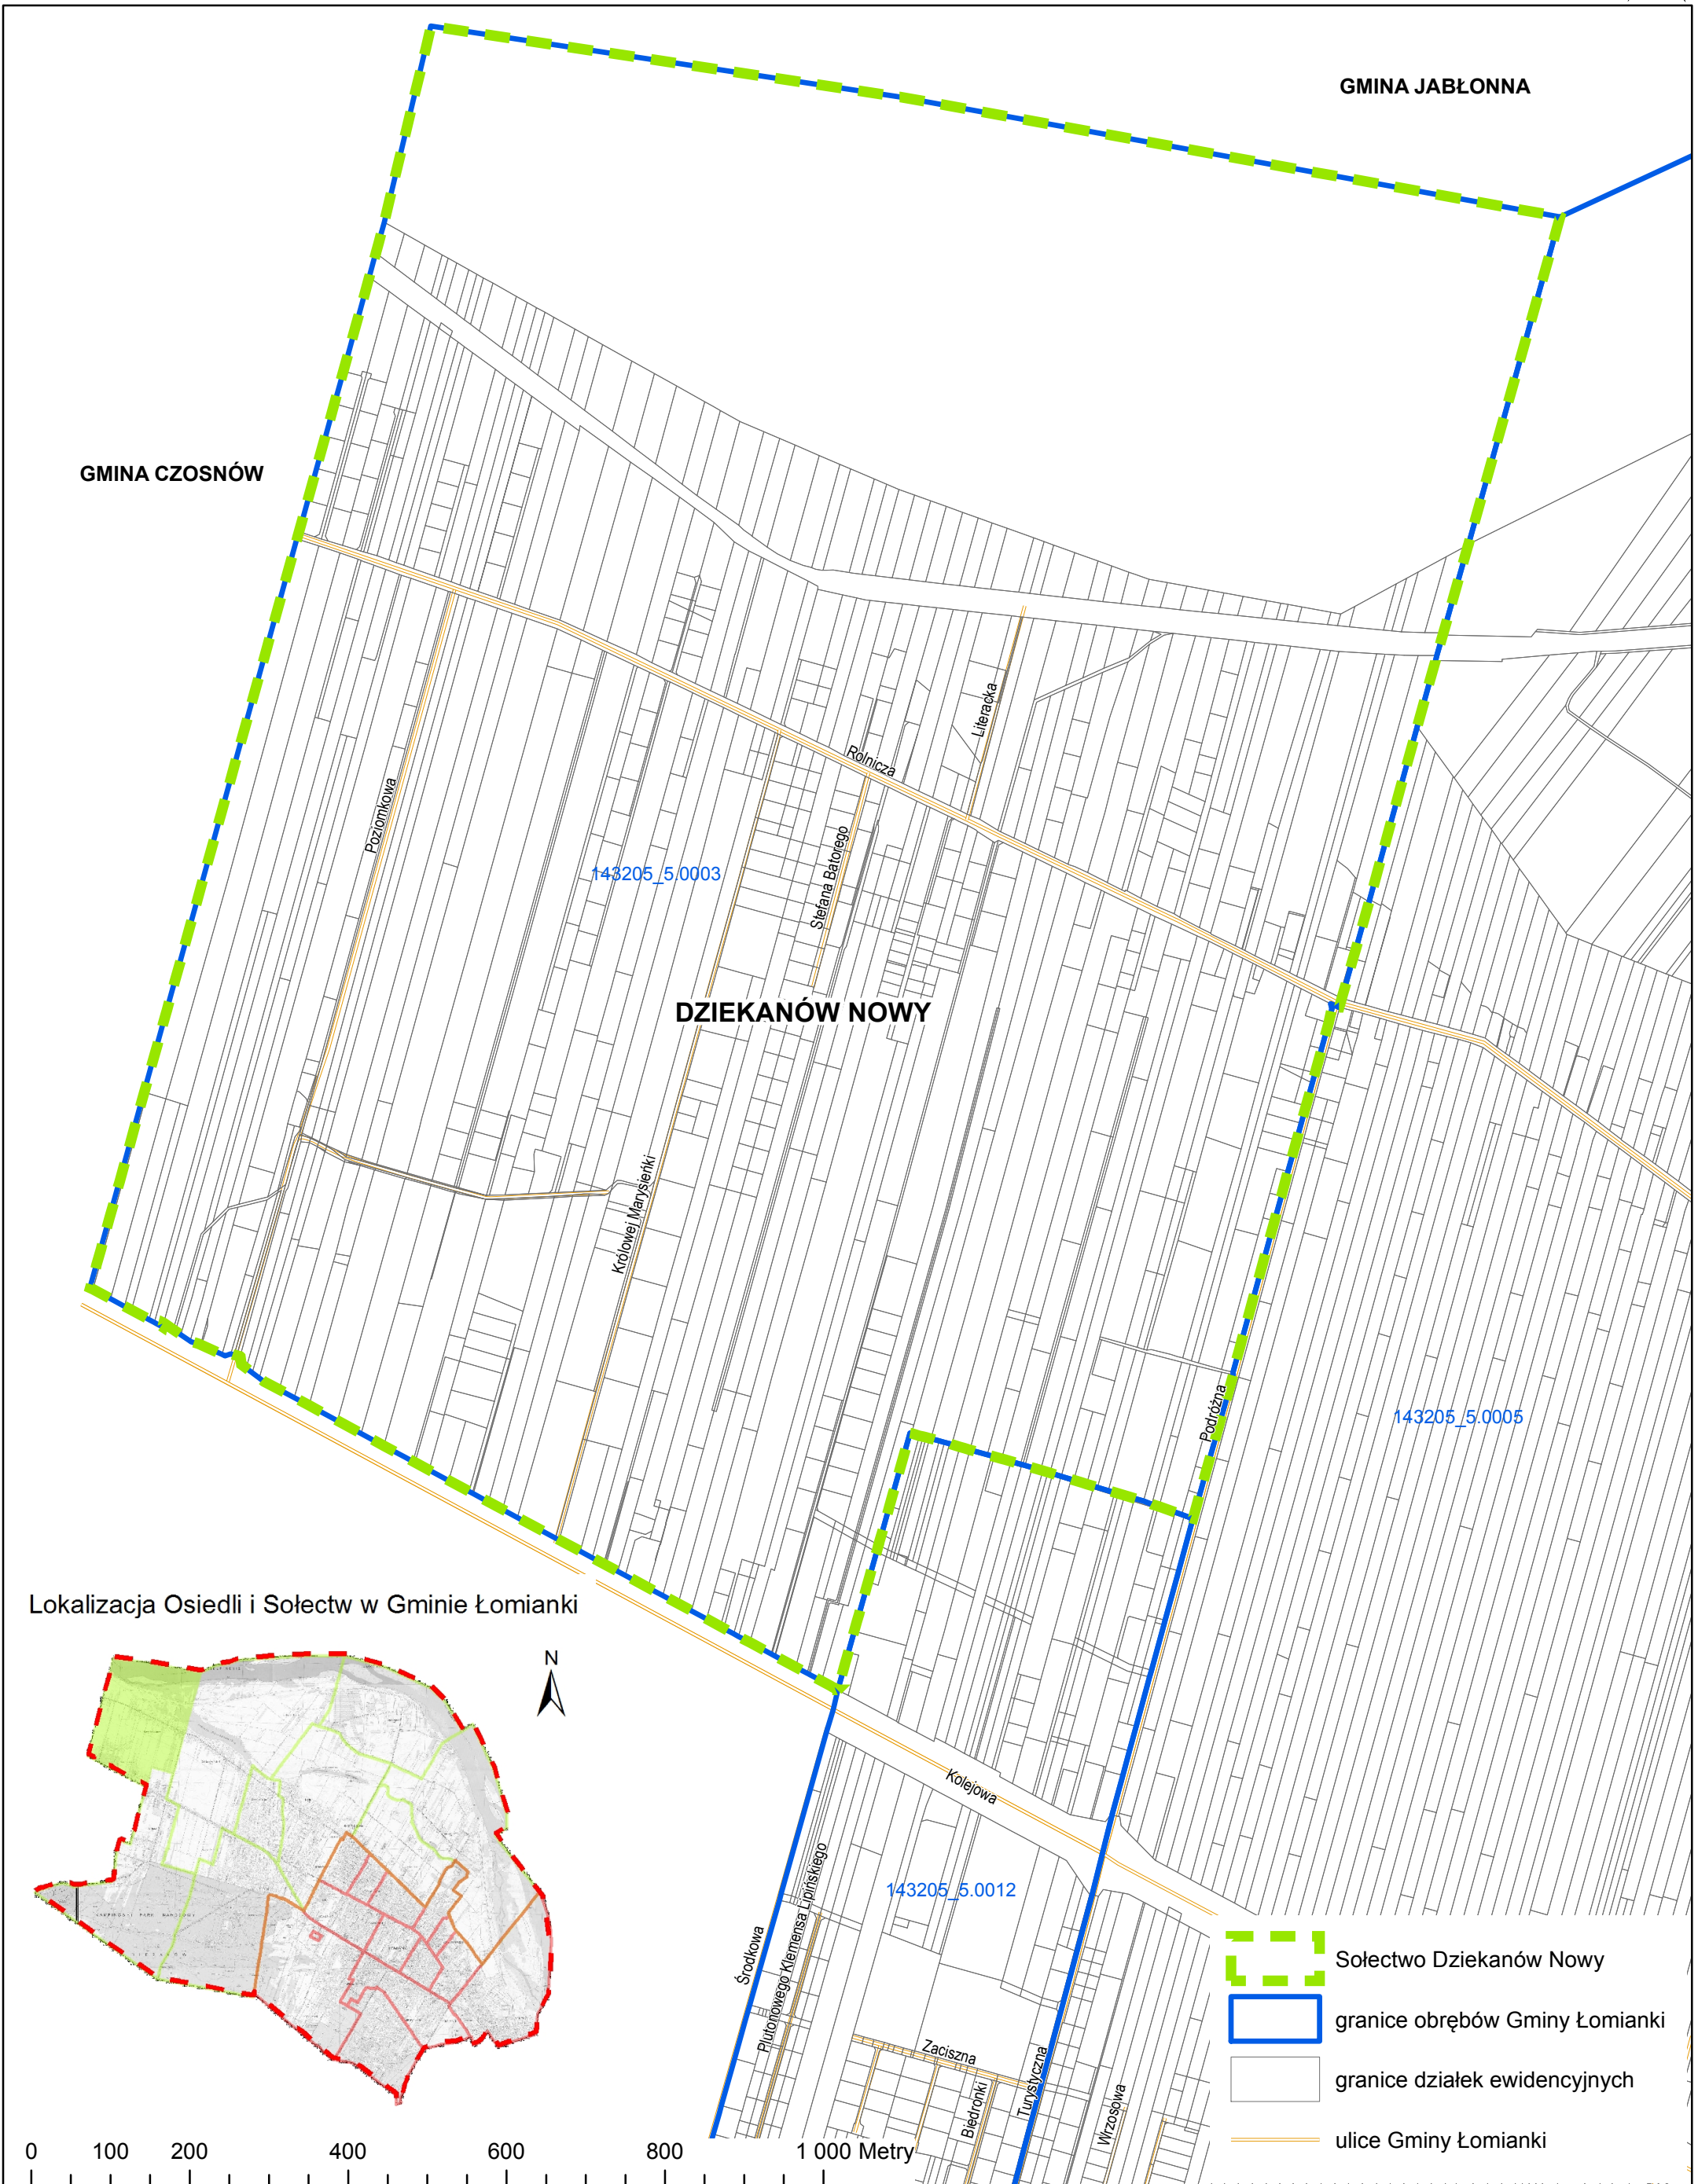 GMINA JABŁONNA
GMINA CZOSNÓW
Literacka
Rolnicza
Poziomkowa
Stefana Batorego
143205_5.0003
DZIEKANÓW NOWY
Królowej Marysieńki
Podróżna
143205_5.0005
Lokalizacja Osiedli i Sołectw w Gminie Łomianki
N
Kolejowa
143205_5.0012
Środkowa
Plutonowego Klemensa Lipińskiego
Zaciszna
Biedronki
Turystyczna
Wrzosowa
Sołectwo Dziekanów Nowy
granice obrębów Gminy Łomianki
granice działek ewidencyjnych
ulice Gminy Łomianki
0 100 200 400 600 800 1 000 Metry